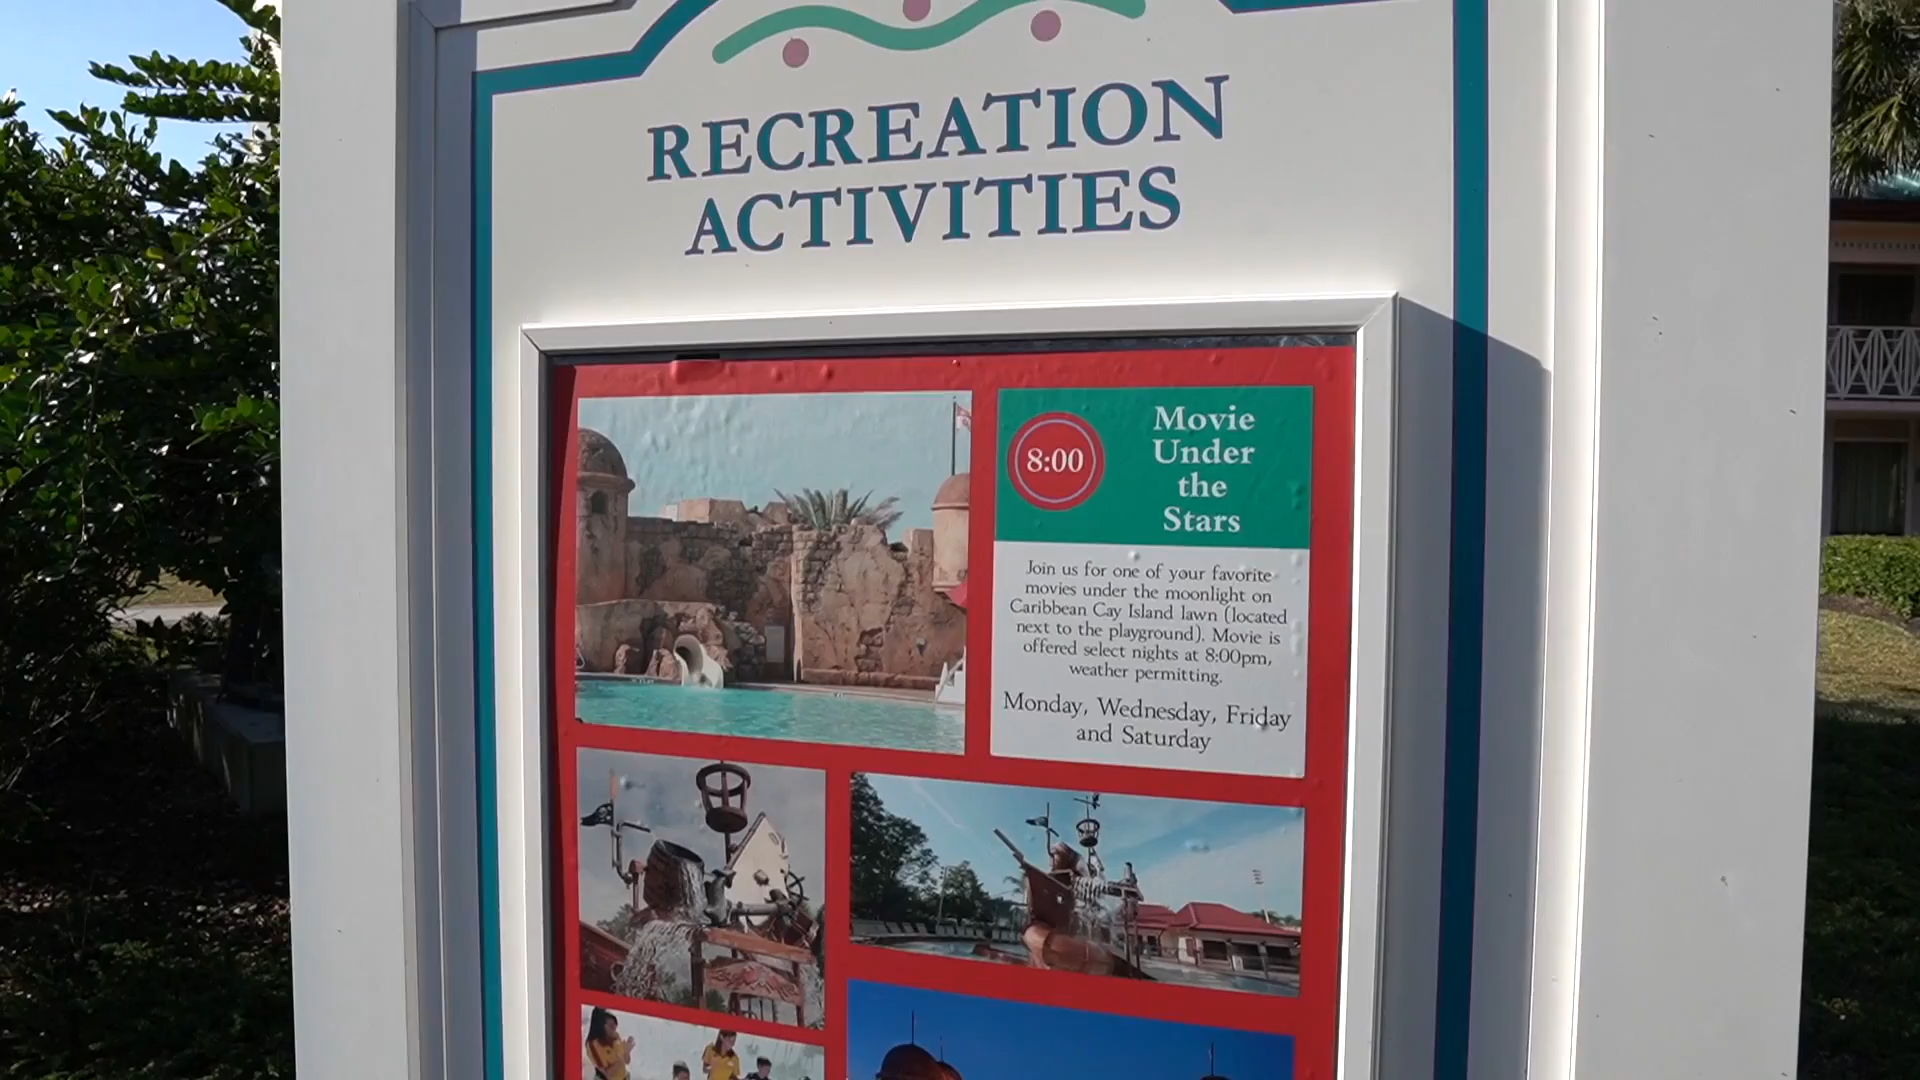 RECREATION
ACTIVITIES
8:00
Movie
Under
the
Stars
Join us for one of your favorite
movies under the moonlight on
Caribbean Cay Island lawn (located
next to the playground). Movie is
offered select nights at 8:00pm,
weather permitting.
Monday, Wednesday, Friday
and Saturday